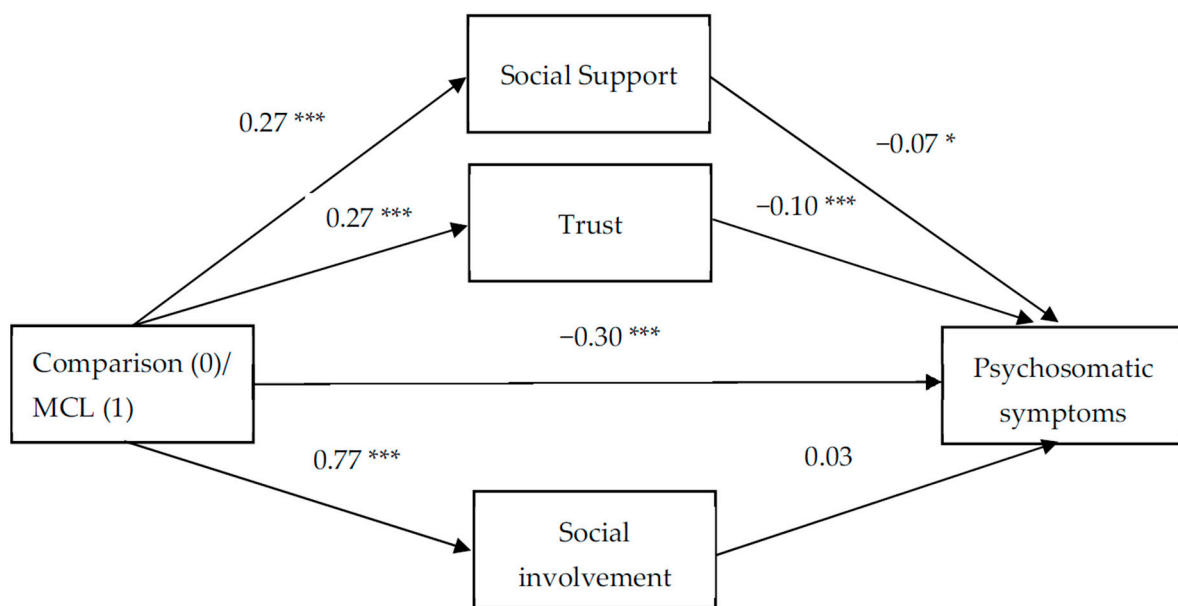 Social Support
0.27 ***
−0.07 *
0.27 ***
Trust
−0.10 ***
Comparison (0)/
MCL (1)
−0.30 ***
Psychosomatic
symptoms
0.77 ***
0.03
Social
involvement